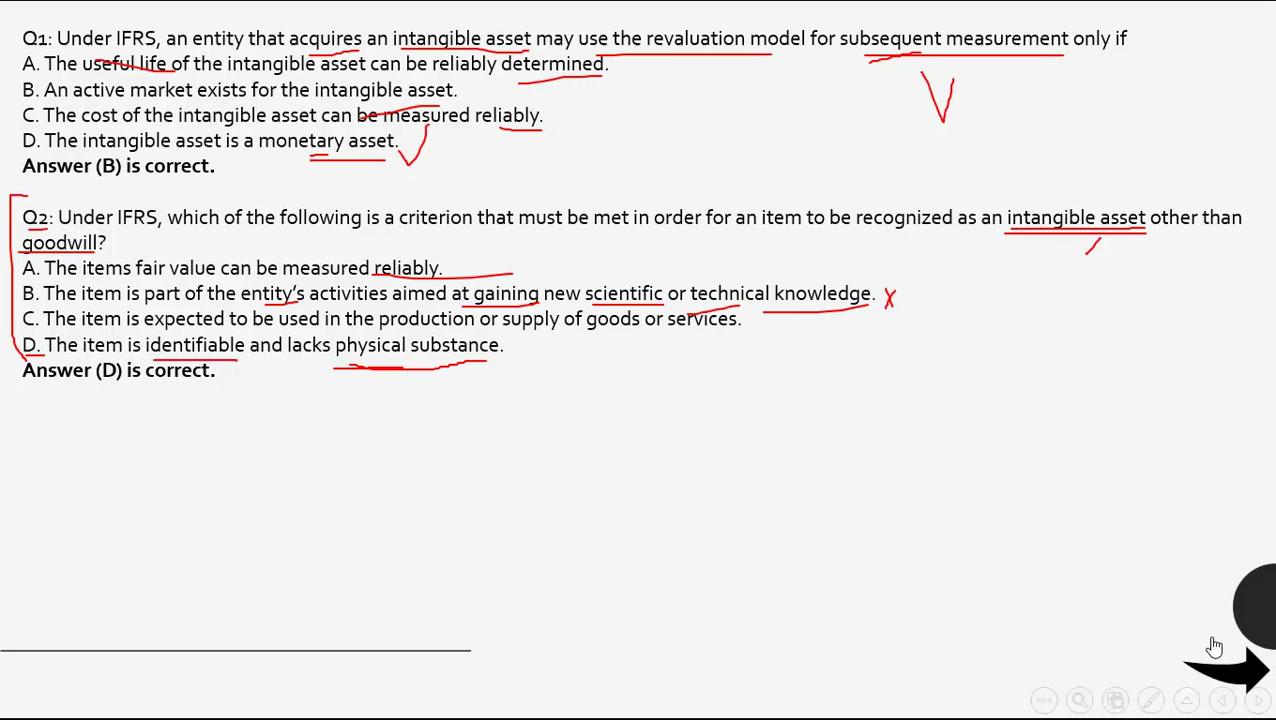 Q1: Under IFRS, an entity that acquires an intangible asset may use the revaluation model for subsequent measurement only if
A. The useful life of the intangible asset can be reliably determined.
B. An active market exists for the intangible asset.
C. The cost of the intangible asset can be measured reliably.
D. The intangible asset is a monetary asset.
Answer (B) is correct.
Q2: Under IFRS, which of the following is a criterion that must be met in order for an item to be recognized as an intangible asset other than
goodwill?
A. The items fair value can be measured reliably.
B. The item is part of the entity's activities aimed at gaining new scientific or technical knowledge. x
C. The item is expected to be used in the production or supply of goods or services.
D. The item is identifiable and lacks physical substance.
Answer (D) is correct.